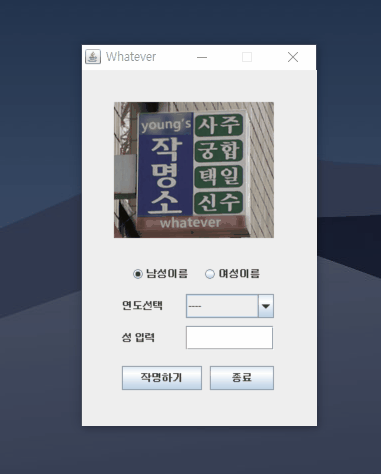 Whatever
young's
작명소
사주
궁합
택일
신수
whatever
남성이름 여성이름
연도선택 ----
성 입력
작명하기 종료